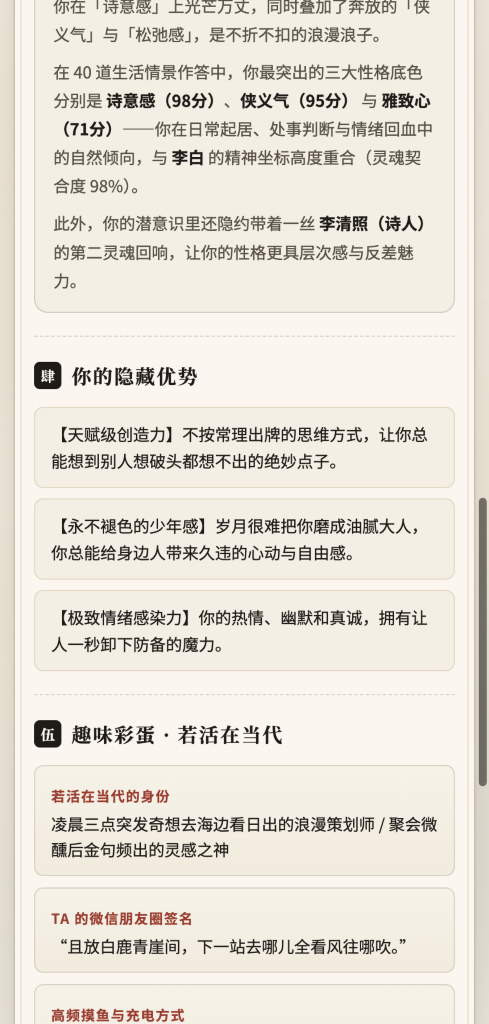 你在「诗意感」上光芒万丈，同时叠加了奔放的「侠
义气」与「松弛感」，是不折不扣的浪漫浪子。
在 40 道生活情景作答中，你最突出的三大性格底色
分别是 诗意感（98分）、侠义气（95分） 与 雅致心
（71分）——你在日常起居、处事判断与情绪回血中
的自然倾向，与 李白 的精神坐标高度重合（灵魂契
合度 98%）。
此外，你的潜意识里还隐约带着一丝 李清照（诗人）
的第二灵魂回响，让你的性格更具层次感与反差魅
力。
肆 你的隐藏优势
【天赋级创造力】不按常理出牌的思维方式，让你总
能想到别人想破头都想不出的绝妙点子。
【永不褪色的少年感】岁月很难把你磨成油腻大人，
你总能给身边人带来久违的心动与自由感。
【极致情绪感染力】你的热情、幽默和真诚，拥有让
人一秒卸下防备的魔力。
伍 趣味彩蛋 · 若活在当代
若活在当代的身份
凌晨三点突发奇想去海边看日出的浪漫策划师 / 聚会微
醺后金句频出的灵感之神
TA 的微信朋友圈签名
“且放白鹿青崖间，下一站去哪儿全看风往哪吹。”
高频摸鱼与充电方式